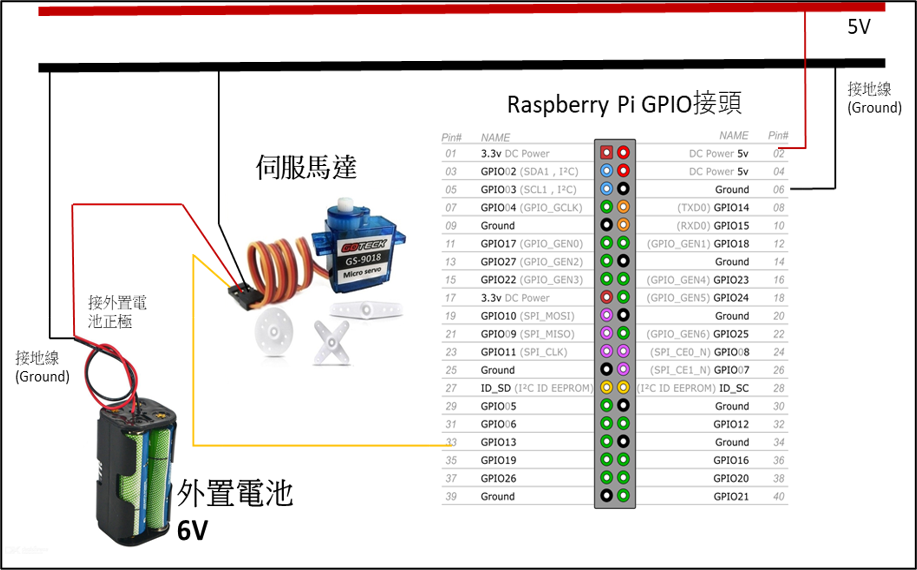 5V
接地線
(Ground)
Raspberry Pi GPIO接頭
Pin# NAME NAME Pin#
01 3.3v DC Power DC Power 5v 02
03 GPIO02 (SDA1 , I²C) DC Power 5v 04
05 GPIO03 (SCL1 , I²C) Ground 06
07 GPIO04 (GPIO_GCLK) (TXD0) GPIO14 08
09 Ground (RXD0) GPIO15 10
11 GPIO17 (GPIO_GEN0) (GPIO_GEN1) GPIO18 12
13 GPIO27 (GPIO_GEN2) Ground 14
15 GPIO22 (GPIO_GEN3) (GPIO_GEN4) GPIO23 16
17 3.3v DC Power (GPIO_GEN5) GPIO24 18
19 GPIO10 (SPI_MOSI) Ground 20
21 GPIO09 (SPI_MISO) (GPIO_GEN6) GPIO25 22
23 GPIO11 (SPI_CLK) (SPI_CE0_N) GPIO08 24
25 Ground (SPI_CE1_N) GPIO07 26
27 ID_SD (I²C ID EEPROM) (I²C ID EEPROM) ID_SC 28
29 GPIO05 Ground 30
31 GPIO06 GPIO12 32
33 GPIO13 Ground 34
35 GPIO19 GPIO16 36
37 GPIO26 GPIO20 38
39 Ground GPIO21 40
伺服馬達
GOTECK
GS-9018
Micro servo
接外置電
池正極
接地線
(Ground)
外置電池
6V